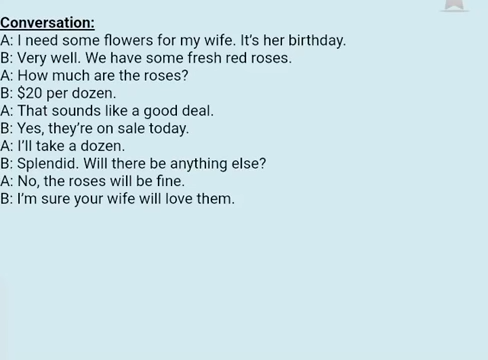 Conversation:
A: I need some flowers for my wife. It’s her birthday.
B: Very well. We have some fresh red roses.
A: How much are the roses?
B: $20 per dozen.
A: That sounds like a good deal.
B: Yes, they’re on sale today.
A: I’ll take a dozen.
B: Splendid. Will there be anything else?
A: No, the roses will be fine.
B: I’m sure your wife will love them.